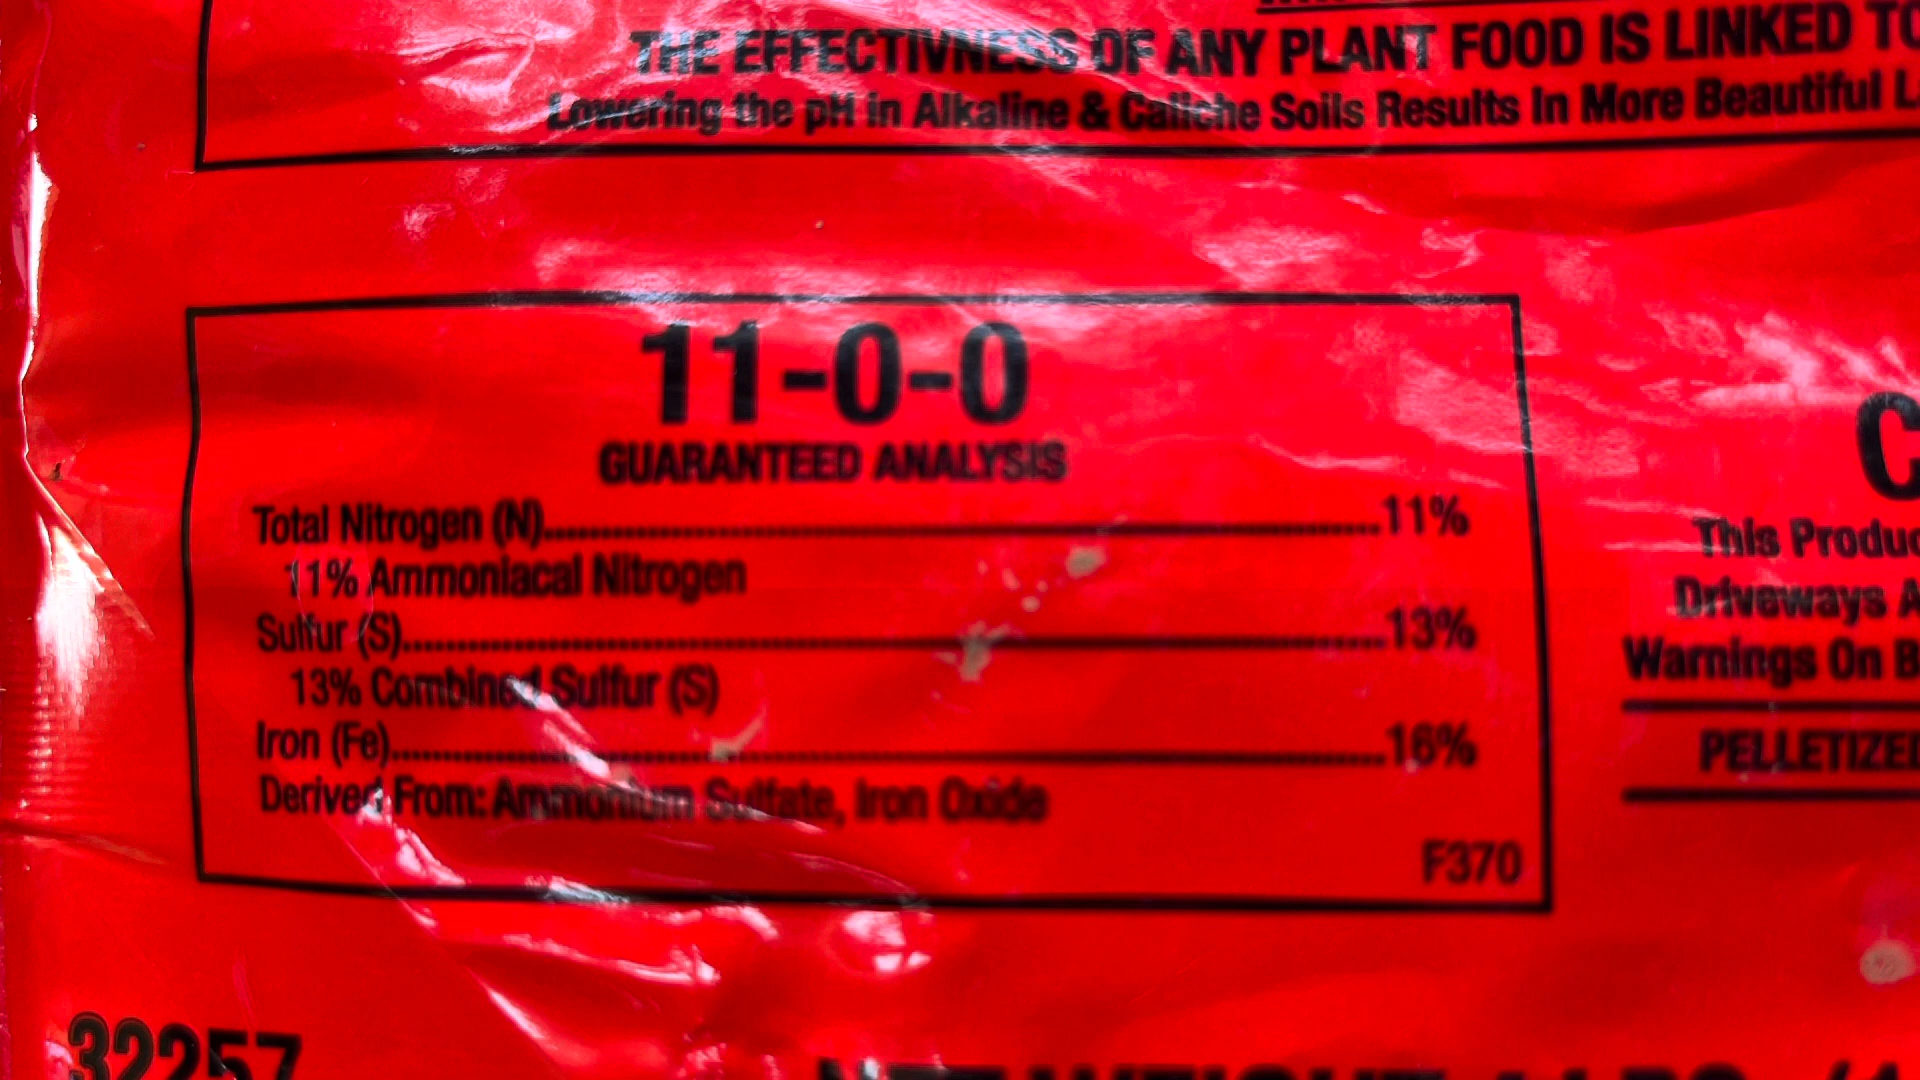 THE EFFECTIVNESS OF ANY PLANT FOOD IS LINKED TO
Lowering the pH in Alkaline & Caliche Soils Results In More Beautiful
11-0-0
GUARANTEED ANALYSIS
Total Nitrogen (N)..........11%
11% Ammoniacal Nitrogen
Sulfur (S)..........13%
13% Combined Sulfur (S)
Iron (Fe)..........16%
Derived From: Ammonium Sulfate, Iron Oxide
F370
This
Driveways
Warnings On
PELLETIZED
32257
NET WEIGHT